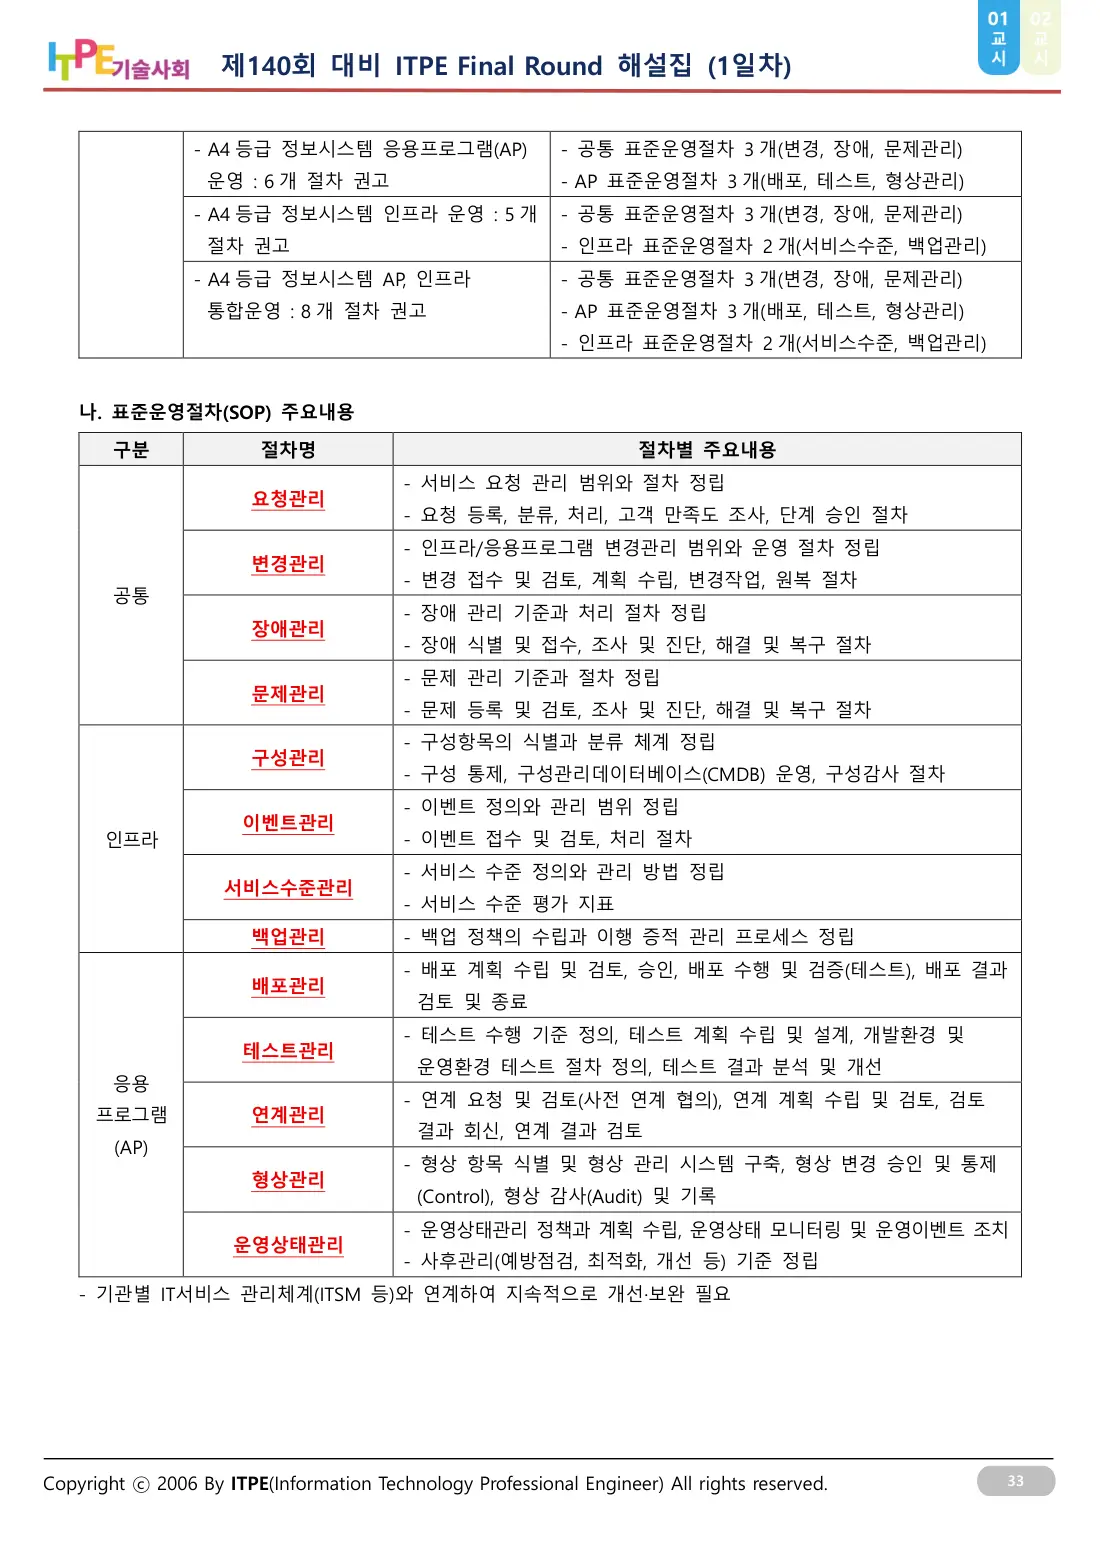 ITPE기술사회 제140회 대비 ITPE Final Round 해설집 (1일차)
01
교
시
02
교
시
- A4등급 정보시스템 응용프로그램(AP)
운영 : 6개 절차 권고
- 공통 표준운영절차 3개(변경, 장애, 문제관리)
- AP 표준운영절차 3개(배포, 테스트, 형상관리)
- A4등급 정보시스템 인프라 운영 : 5개
절차 권고
- 공통 표준운영절차 3개(변경, 장애, 문제관리)
- 인프라 표준운영절차 2개(서비스수준, 백업관리)
- A4등급 정보시스템 AP, 인프라
통합운영 : 8개 절차 권고
- 공통 표준운영절차 3개(변경, 장애, 문제관리)
- AP 표준운영절차 3개(배포, 테스트, 형상관리)
- 인프라 표준운영절차 2개(서비스수준, 백업관리)
나. 표준운영절차(SOP) 주요내용
구분 절차명 절차별 주요내용
공통
요청관리
- 서비스 요청 관리 범위와 절차 정립
- 요청 등록, 분류, 처리, 고객 만족도 조사, 단계 승인 절차
변경관리
- 인프라/응용프로그램 변경관리 범위와 운영 절차 정립
- 변경 접수 및 검토, 계획 수립, 변경작업, 원복 절차
장애관리
- 장애 관리 기준과 처리 절차 정립
- 장애 식별 및 접수, 조사 및 진단, 해결 및 복구 절차
문제관리
- 문제 관리 기준과 절차 정립
- 문제 등록 및 검토, 조사 및 진단, 해결 및 복구 절차
인프라
구성관리
- 구성항목의 식별과 분류 체계 정립
- 구성 통제, 구성관리데이터베이스(CMDB) 운영, 구성감사 절차
이벤트관리
- 이벤트 정의와 관리 범위 정립
- 이벤트 접수 및 검토, 처리 절차
서비스수준관리
- 서비스 수준 정의와 관리 방법 정립
- 서비스 수준 평가 지표
백업관리
- 백업 정책의 수립과 이행 증적 관리 프로세스 정립
응용
프로그램
(AP)
배포관리
- 배포 계획 수립 및 검토, 승인, 배포 수행 및 검증(테스트), 배포 결과
검토 및 종료
테스트관리
- 테스트 수행 기준 정의, 테스트 계획 수립 및 설계, 개발환경 및
운영환경 테스트 절차 정의, 테스트 결과 분석 및 개선
연계관리
- 연계 요청 및 검토(사전 연계 협의), 연계 계획 수립 및 검토, 검토
결과 회신, 연계 결과 검토
형상관리
- 형상 항목 식별 및 형상 관리 시스템 구축, 형상 변경 승인 및 통제
(Control), 형상 감사(Audit) 및 기록
운영상태관리
- 운영상태관리 정책과 계획 수립, 운영상태 모니터링 및 운영이벤트 조치
- 사후관리(예방점검, 최적화, 개선 등) 기준 정립
- 기관별 IT서비스 관리체계(ITSM 등)와 연계하여 지속적으로 개선·보완 필요
Copyright ⓒ 2006 By ITPE(Information Technology Professional Engineer) All rights reserved.
33